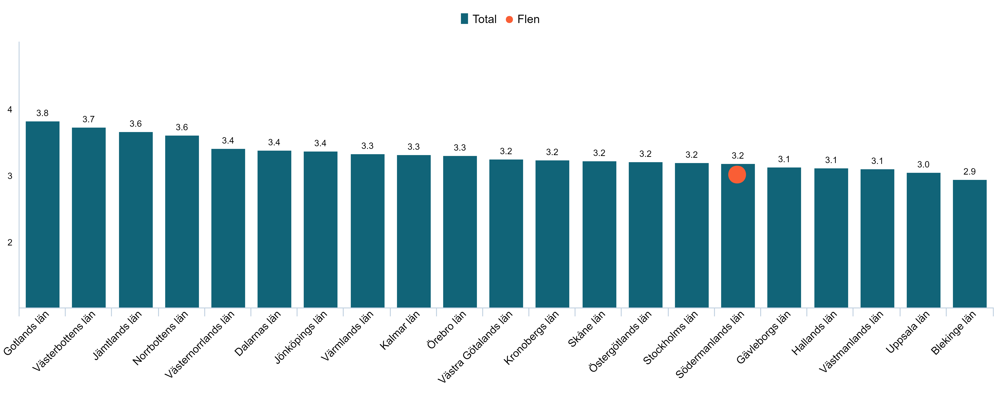 Total Flen
4
3
2
3.8 3.7 3.6 3.6 3.4 3.4 3.4 3.3 3.3 3.3 3.2 3.2 3.2 3.2 3.2 3.2 3.1 3.1 3.1 3.0 2.9
Gotlands län
Västerbottens län
Jämtlands län
Norrbottens län
Västernorrlands län
Dalarnas län
Jönköpings län
Värmlands län
Kalmar län
Örebro län
Västra Götalands län
Kronobergs län
Skåne län
Östergötlands län
Stockholms län
Södermanlands län
Gävleborgs län
Hallands län
Västmanlands län
Uppsala län
Blekinge län